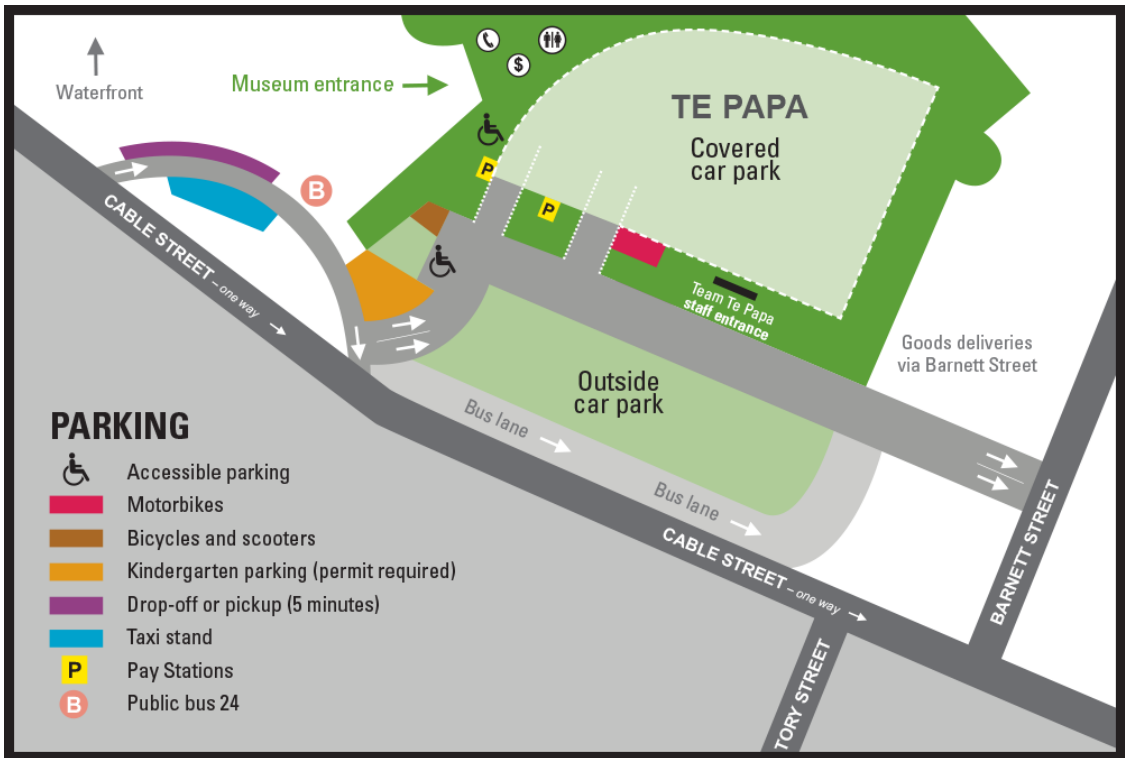 Waterfront
Museum entrance
$
TE PAPA
Covered
car park
P
P
B
CABLE STREET – one way
Team Te Papa
staff entrance
Goods deliveries
via Barnett Street
Outside
car park
Bus lane
Bus lane
CABLE STREET – one way
BARNETT STREET
TORY STREET
PARKING
Accessible parking
Motorbikes
Bicycles and scooters
Kindergarten parking (permit required)
Drop-off or pickup (5 minutes)
Taxi stand
P Pay Stations
B Public bus 24